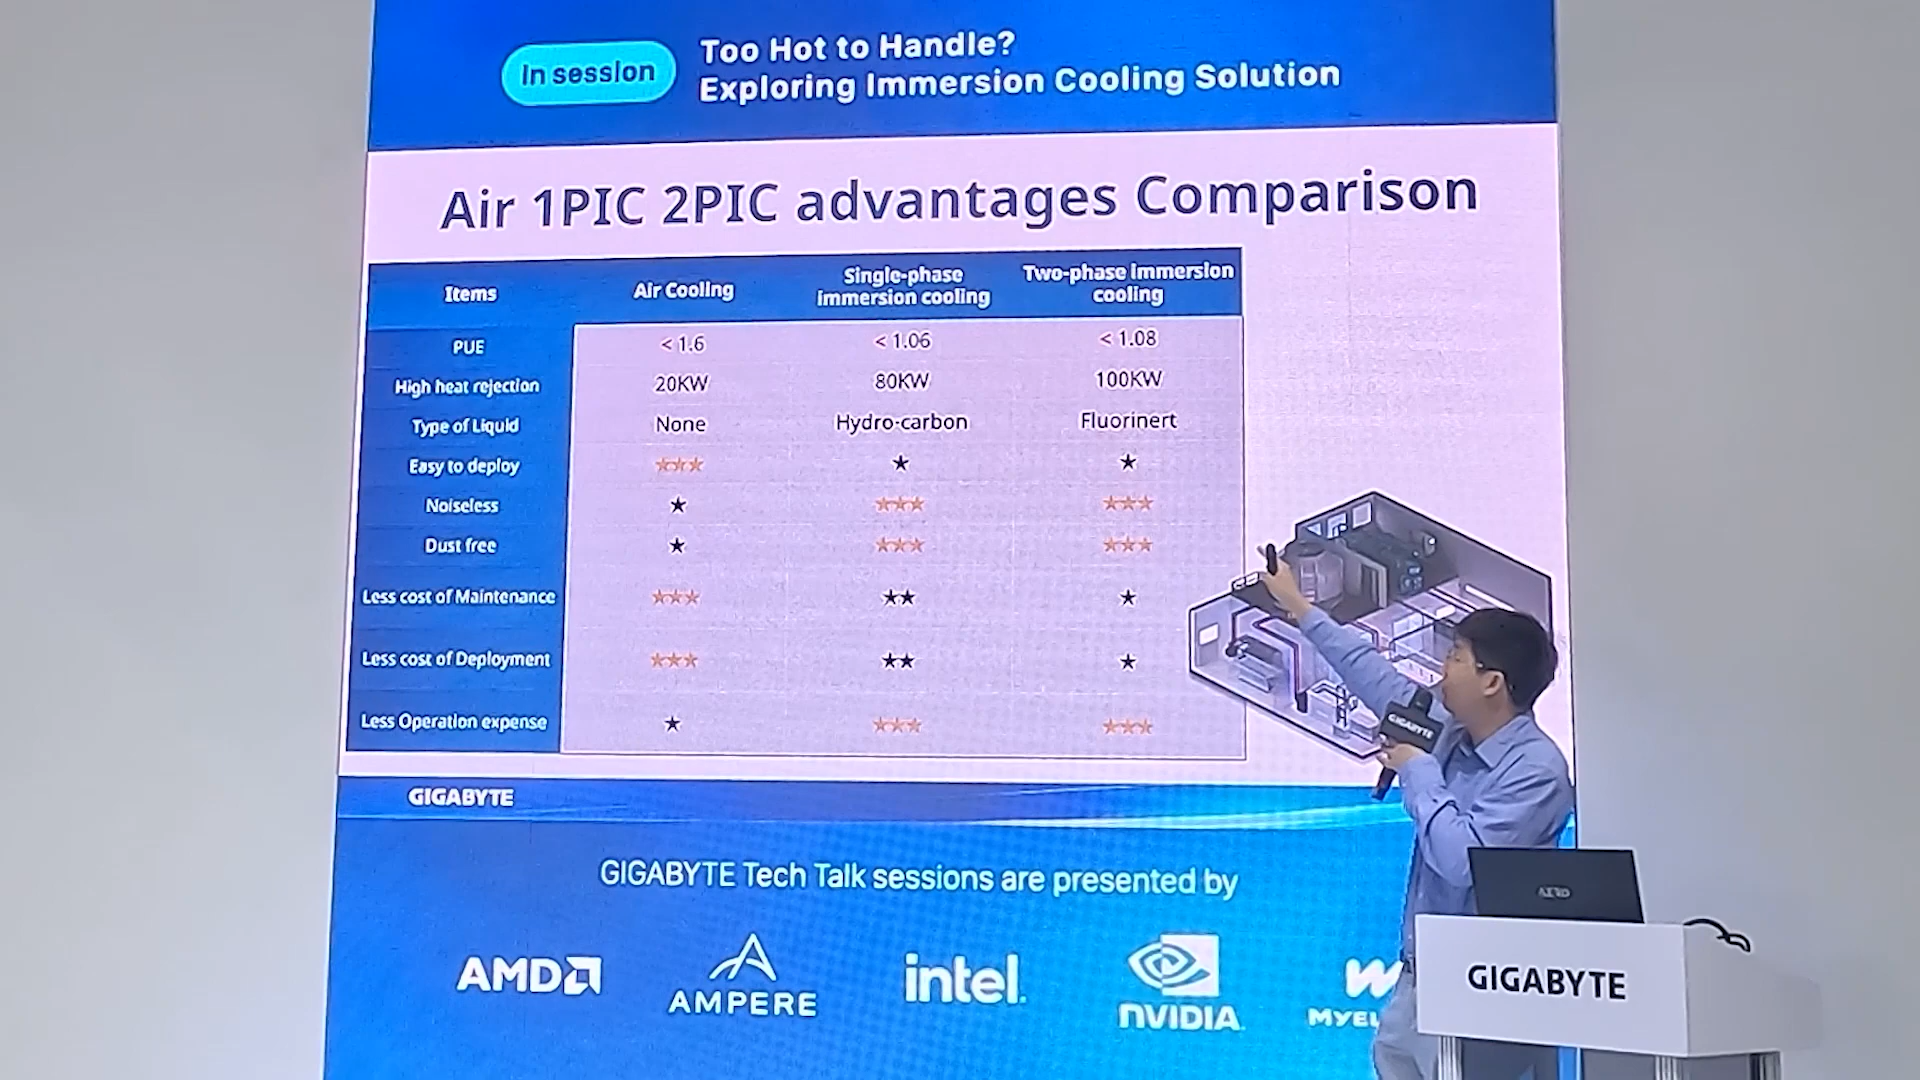 In session
Too Hot to Handle?
Exploring Immersion Cooling Solution
Air 1PIC 2PIC advantages Comparison
Items
Air Cooling
Single-phase
immersion cooling
Two-phase immersion
cooling
PUE
< 1.6
< 1.06
< 1.08
High heat rejection
20KW
80KW
100KW
Type of Liquid
None
Hydro-carbon
Fluorinert
Easy to deploy
★★★
★
★
Noiseless
★
★★★
★★★
Dust free
★
★★★
★★★
Less cost of Maintenance
★★★
★★
★
Less cost of Deployment
★★★
★★
★
Less Operation expense
★
★★★
★★★
GIGABYTE
GIGABYTE
GIGABYTE Tech Talk sessions are presented by
AMD
AMPERE
intel.
NVIDIA
AERO
GIGABYTE